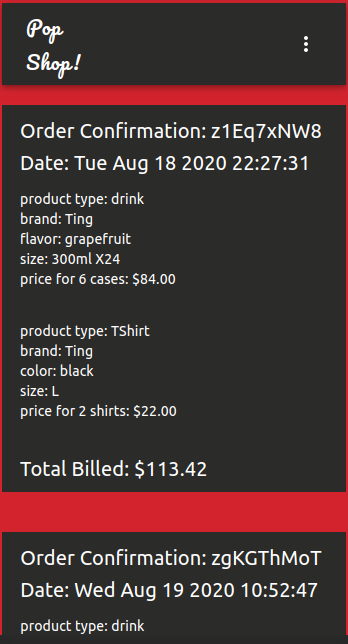 Pop
Shop!
Order Confirmation: z1Eq7xNW8
Date: Tue Aug 18 2020 22:27:31
product type: drink
brand: Ting
flavor: grapefruit
size: 300ml X24
price for 6 cases: $84.00
product type: TShirt
brand: Ting
color: black
size: L
price for 2 shirts: $22.00
Total Billed: $113.42
Order Confirmation: zgKGThMoT
Date: Wed Aug 19 2020 10:52:47
product type: drink